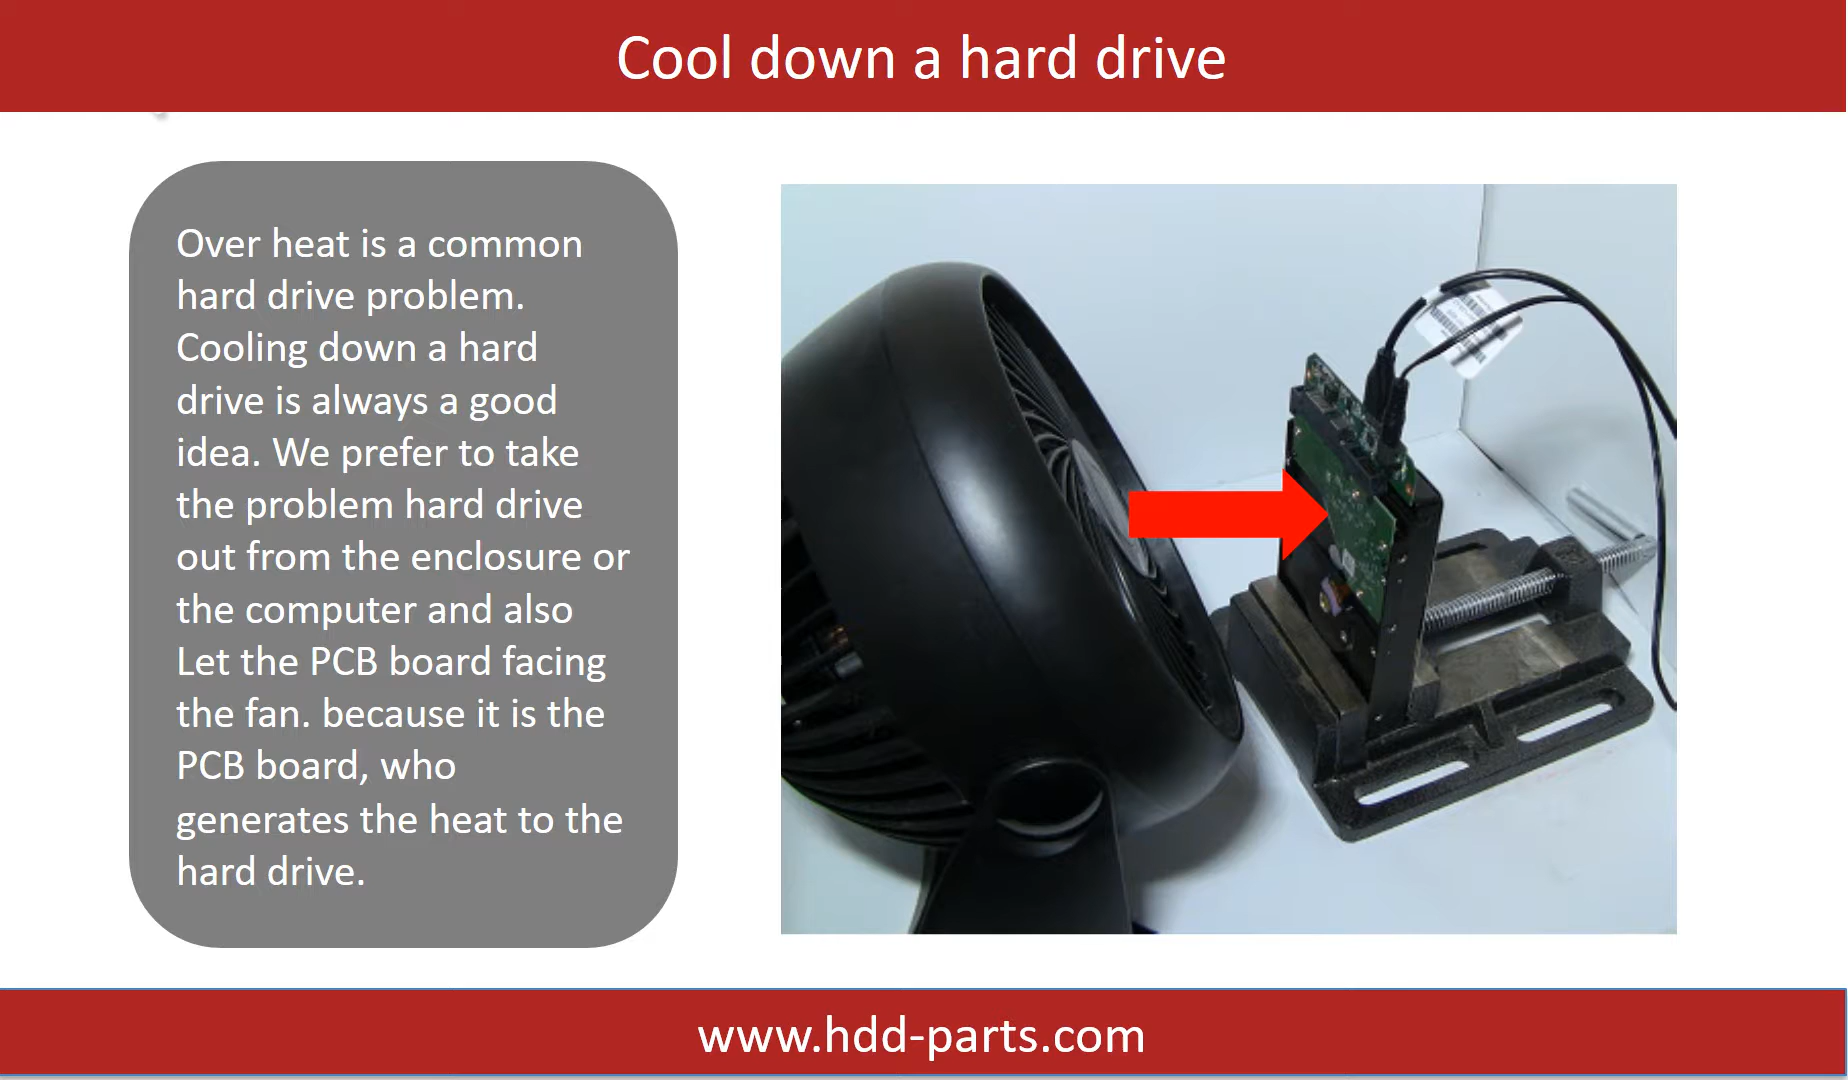 Cool down a hard drive
Over heat is a common
hard drive problem.
Cooling down a hard
drive is always a good
idea. We prefer to take
the problem hard drive
out from the enclosure or
the computer and also
Let the PCB board facing
the fan. because it is the
PCB board, who
generates the heat to the
hard drive.
www.hdd-parts.com